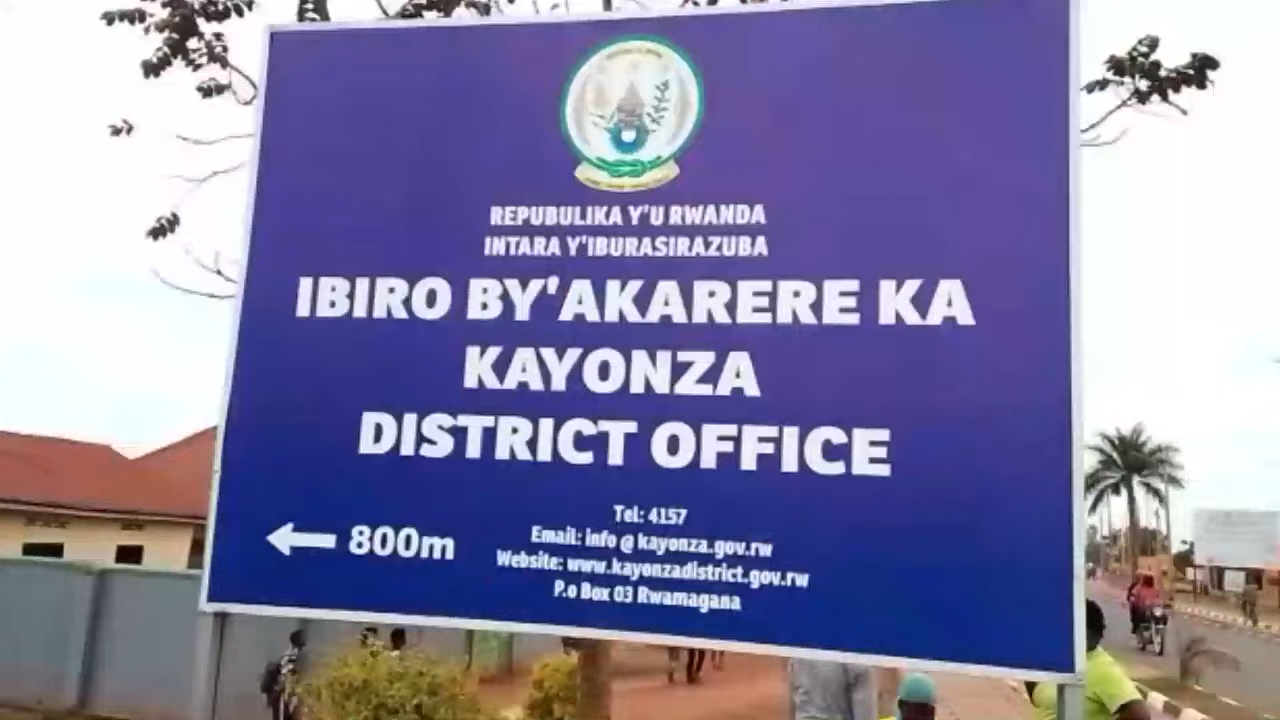 REPUBULIKA Y'U RWANDA
INTARA Y'IBURASIRAZUBA
IBIRO BY'AKARERE KA
KAYONZA
DISTRICT OFFICE
800m
Tel: 4157
Email: info @ kayonza.gov.rw
Website: www.kayonzadistrict.gov.rw
P.o Box 03 Rwamagana